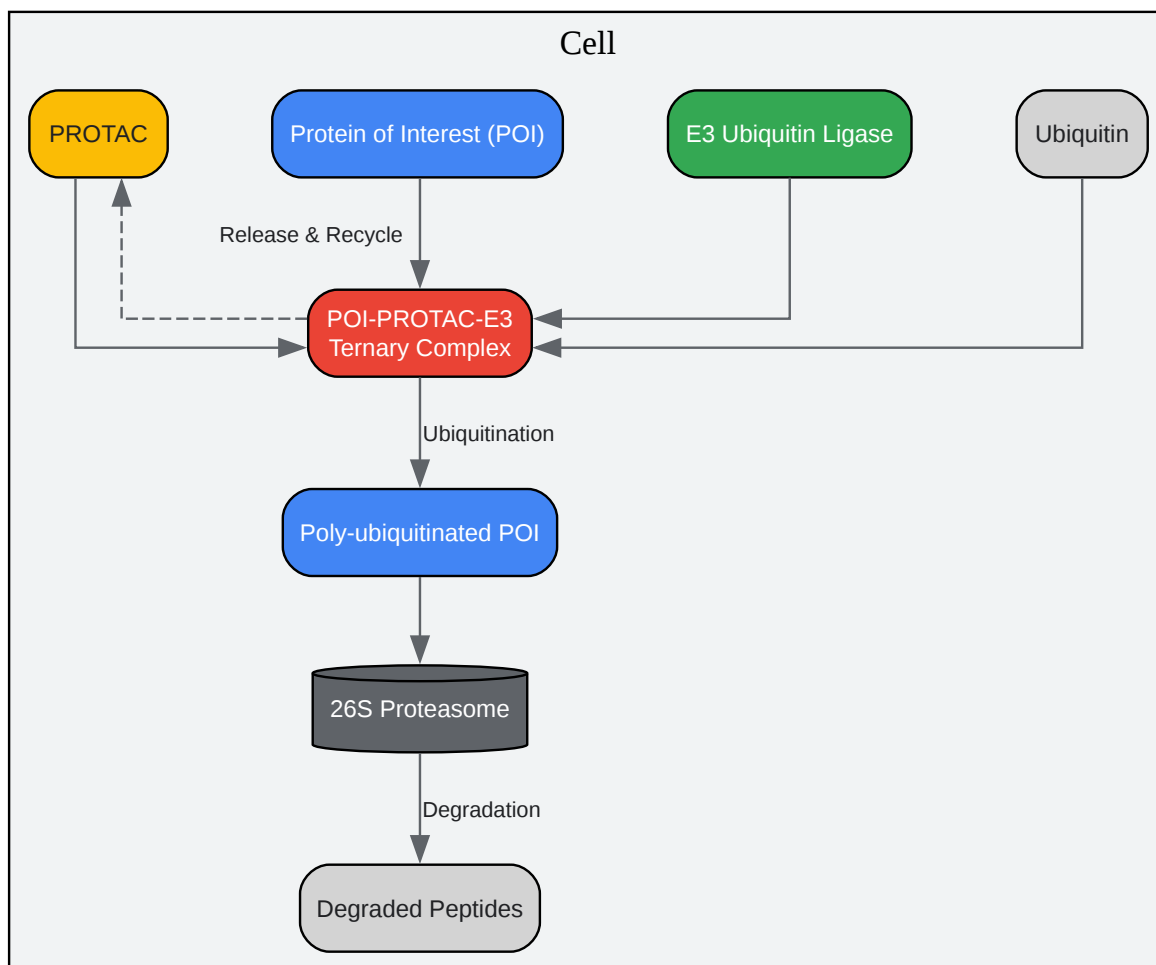 Cell
PROTAC
Protein of Interest (POI)
E3 Ubiquitin Ligase
Ubiquitin
Release & Recycle
POI-PROTAC-E3
Ternary Complex
Ubiquitination
Poly-ubiquitinated POI
26S Proteasome
Degradation
Degraded Peptides